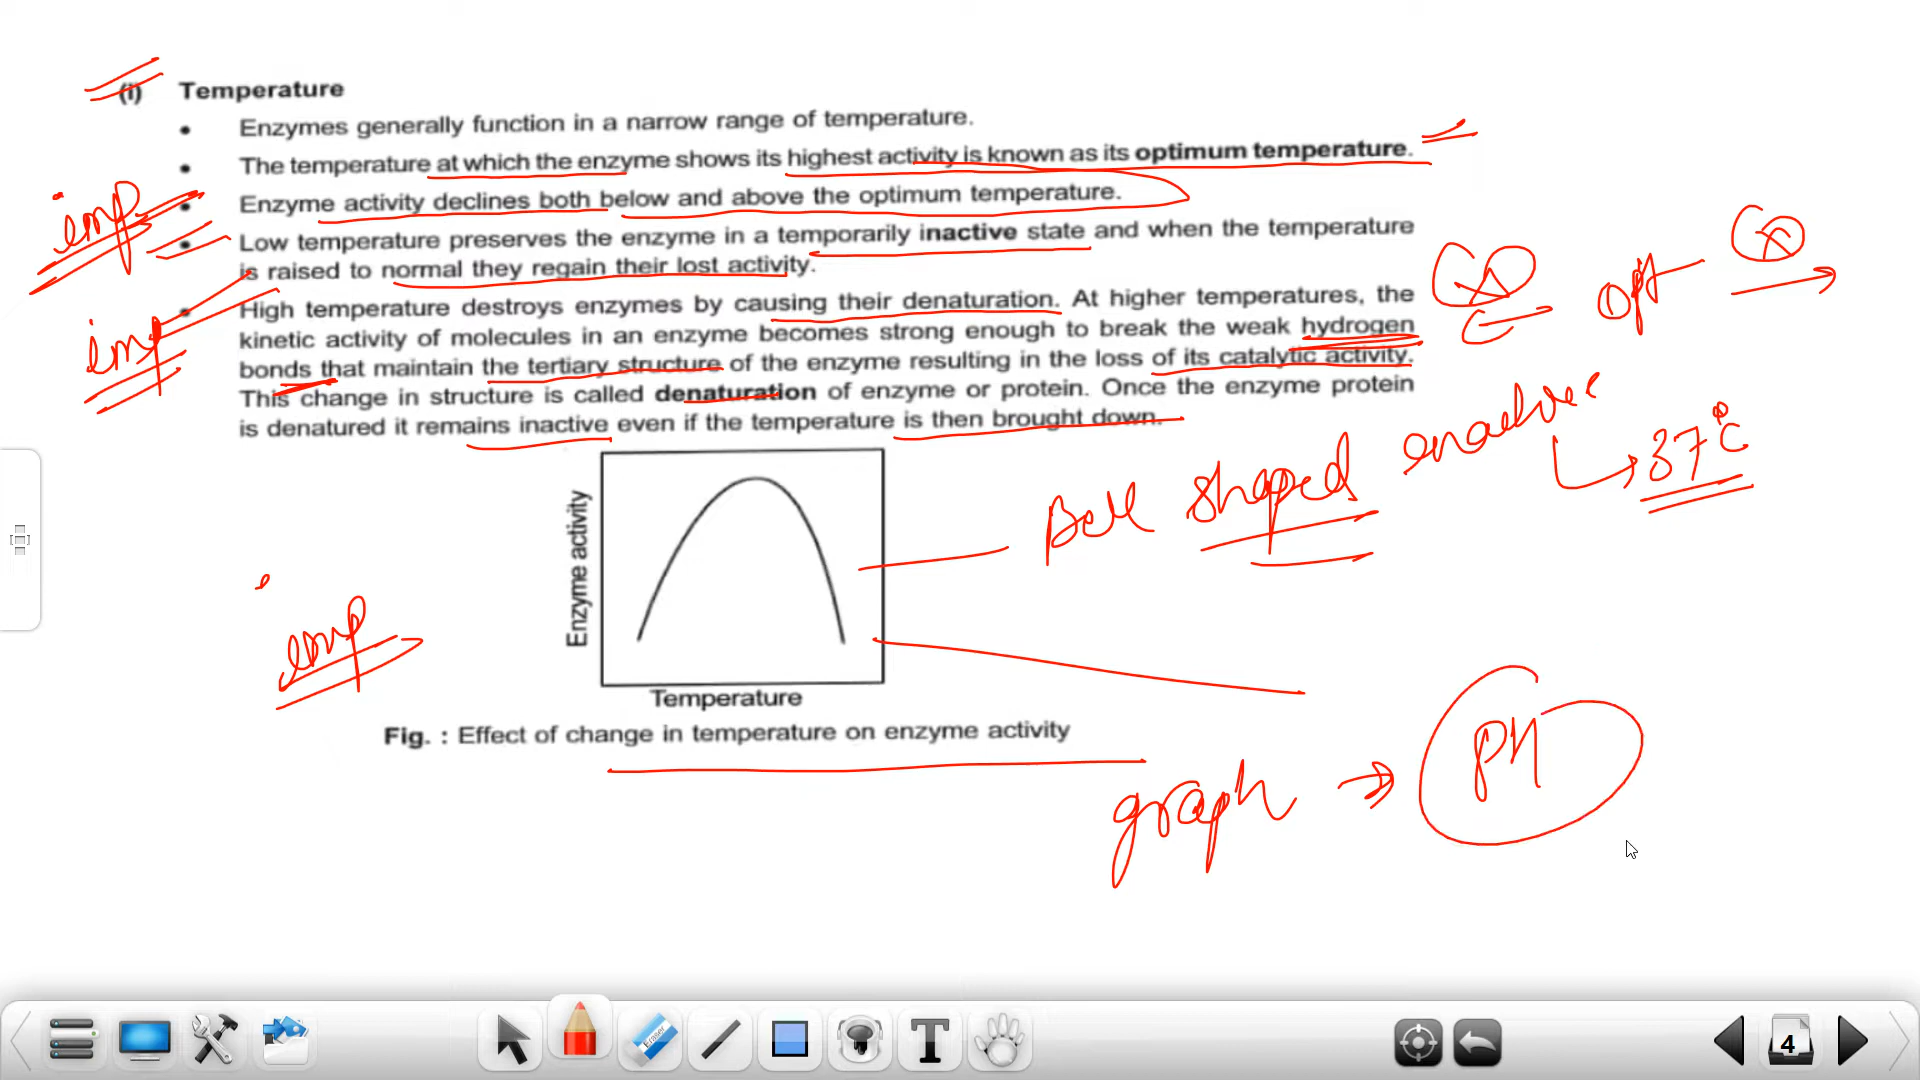 (i) Temperature
• Enzymes generally function in a narrow range of temperature.
• The temperature at which the enzyme shows its highest activity is known as its optimum temperature.
• Enzyme activity declines both below and above the optimum temperature.
• Low temperature preserves the enzyme in a temporarily inactive state and when the temperature
is raised to normal they regain their lost activity.
• High temperature destroys enzymes by causing their denaturation. At higher temperatures, the
kinetic activity of molecules in an enzyme becomes strong enough to break the weak hydrogen
bonds that maintain the tertiary structure of the enzyme resulting in the loss of its catalytic activity.
This change in structure is called denaturation of enzyme or protein. Once the enzyme protein
is denatured it remains inactive even if the temperature is then brought down.
imp
imp
opt
37°C
Bell shaped
Enzyme activity
imp
Temperature
Fig. : Effect of change in temperature on enzyme activity
graph → PH
Eraser
T
4